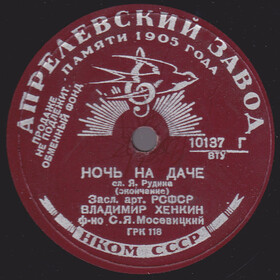 АПРЕЛЕВСКИЙ ЗАВОД
ПАМЯТИ 1905 ГОДА
ПРОДАЖЕ
НЕ ПОДЛЕЖИТ.
ОБМЕННЫЙ ФОНД
10137 Г
ВТУ
НОЧЬ НА ДАЧЕ
сл. Я. Рудина
(окончание)
Засл. арт. РСФСР
ВЛАДИМИР ХЕНКИН
Ф-но С. Я. Мосевицкий
ГРК 118
НКОМ СССР